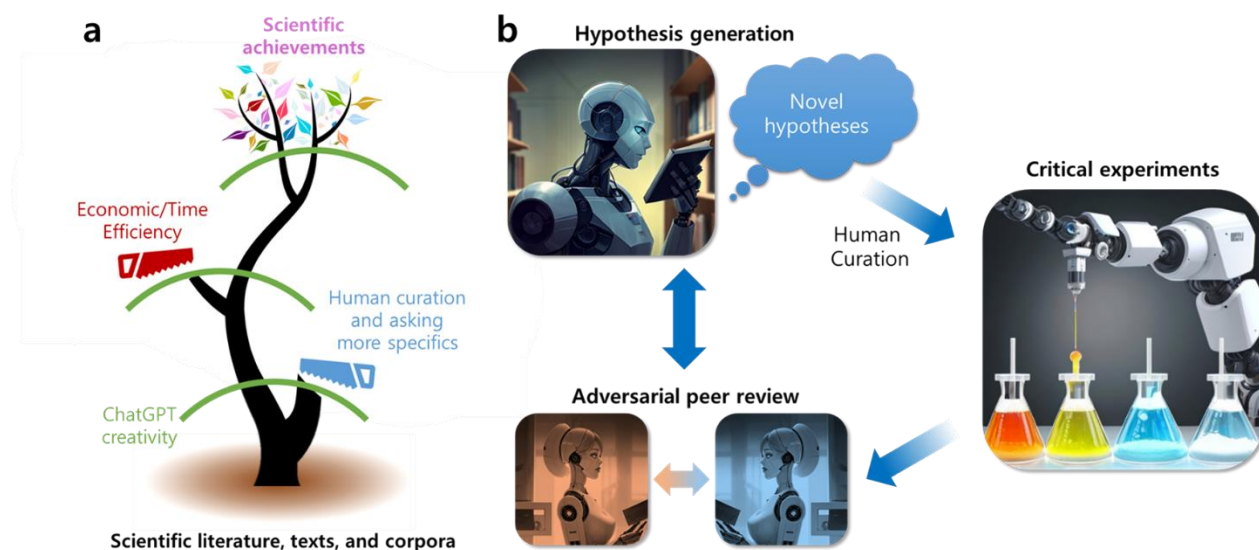 a
Scientific
achievements
Economic/Time
Efficiency
Human curation
and asking
more specifics
ChatGPT
creativity
Scientific literature, texts, and corpora
b
Hypothesis generation
Novel
hypotheses
Human
Curation
Critical experiments
Adversarial peer review